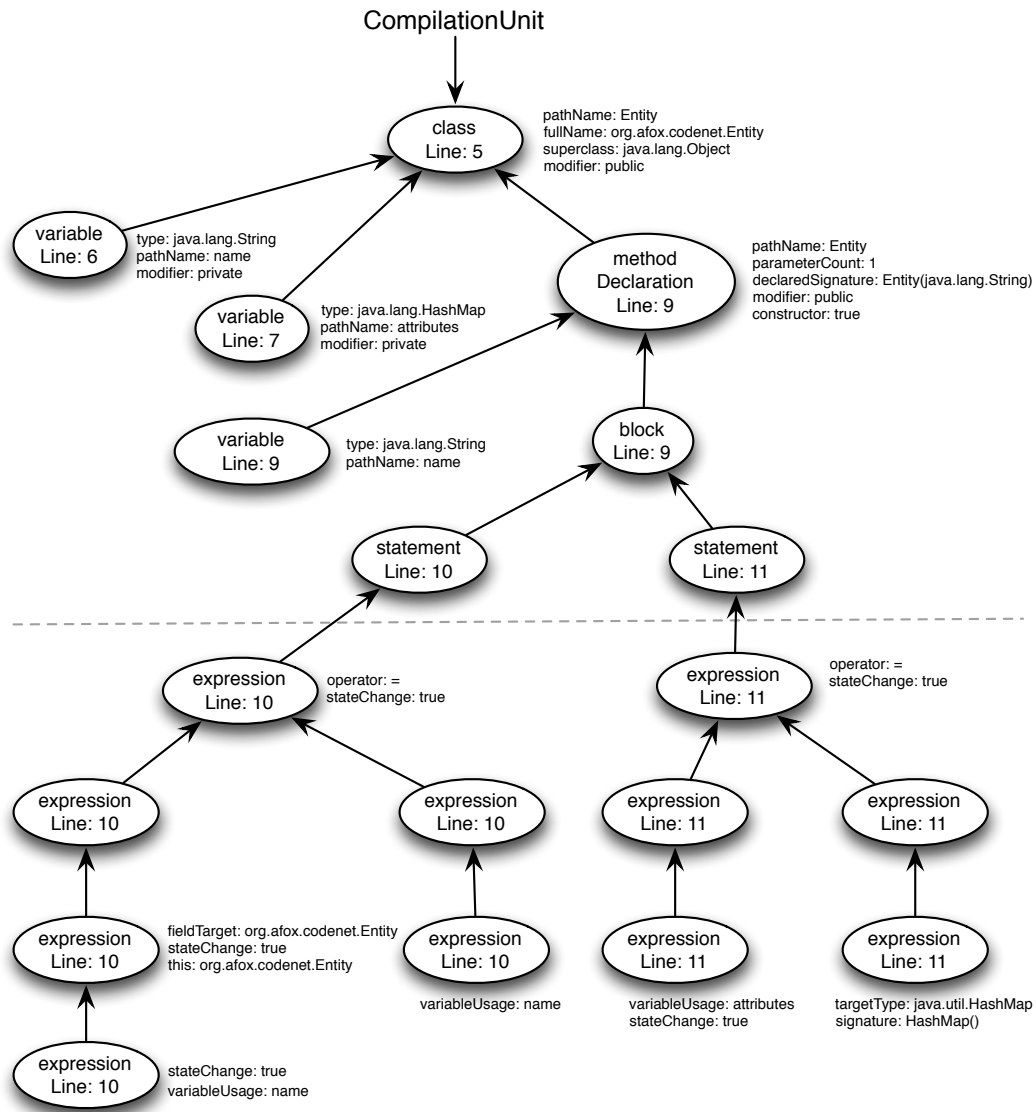 CompilationUnit
class
Line: 5
pathName: Entity
fullName: org.afox.codenet.Entity
superclass: java.lang.Object
modifier: public
variable
Line: 6
type: java.lang.String
pathName: name
modifier: private
method
Declaration
Line: 9
pathName: Entity
parameterCount: 1
declaredSignature: Entity(java.lang.String)
modifier: public
constructor: true
variable
Line: 7
type: java.lang.HashMap
pathName: attributes
modifier: private
variable
Line: 9
type: java.lang.String
pathName: name
block
Line: 9
statement
Line: 10
statement
Line: 11
expression
Line: 10
operator: =
stateChange: true
expression
Line: 11
operator: =
stateChange: true
expression
Line: 10
expression
Line: 10
expression
Line: 11
expression
Line: 11
expression
Line: 10
fieldTarget: org.afox.codenet.Entity
stateChange: true
this: org.afox.codenet.Entity
expression
Line: 10
variableUsage: name
expression
Line: 11
variableUsage: attributes
stateChange: true
expression
Line: 11
targetType: java.util.HashMap
signature: HashMap()
expression
Line: 10
stateChange: true
variableUsage: name